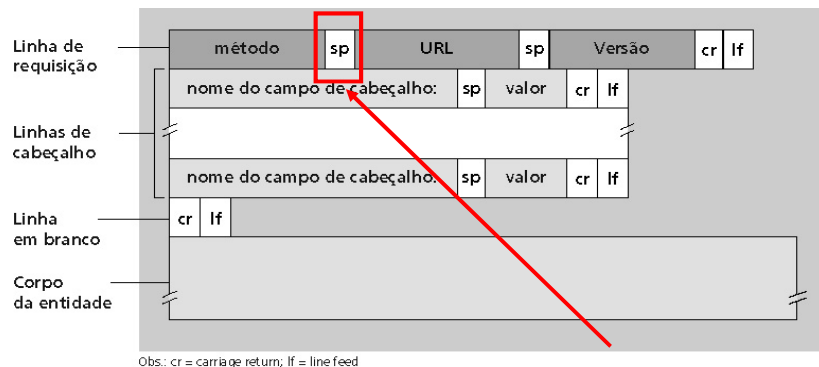 Linha de requisição
método sp URL sp Versão cr lf
nome do campo de cabeçalho: sp valor cr lf
Linhas de cabeçalho
nome do campo de cabeçalho: sp valor cr lf
Linha em branco
cr lf
Corpo da entidade
Obs.: cr = carriage return; lf = line feed